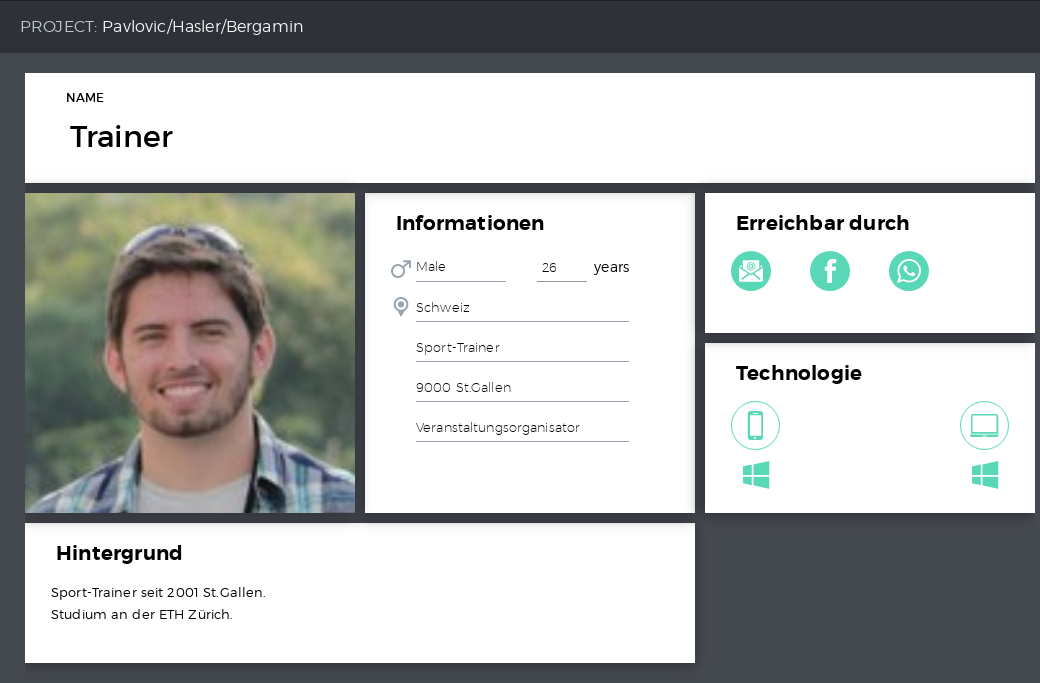 PROJECT: Pavlovic/Hasler/Bergamin
NAME
Trainer
Informationen
Male 26 years
Schweiz
Sport-Trainer
9000 St.Gallen
Veranstaltungsorganisator
Erreichbar durch
Technologie
Hintergrund
Sport-Trainer seit 2001 St.Gallen.
Studium an der ETH Zürich.